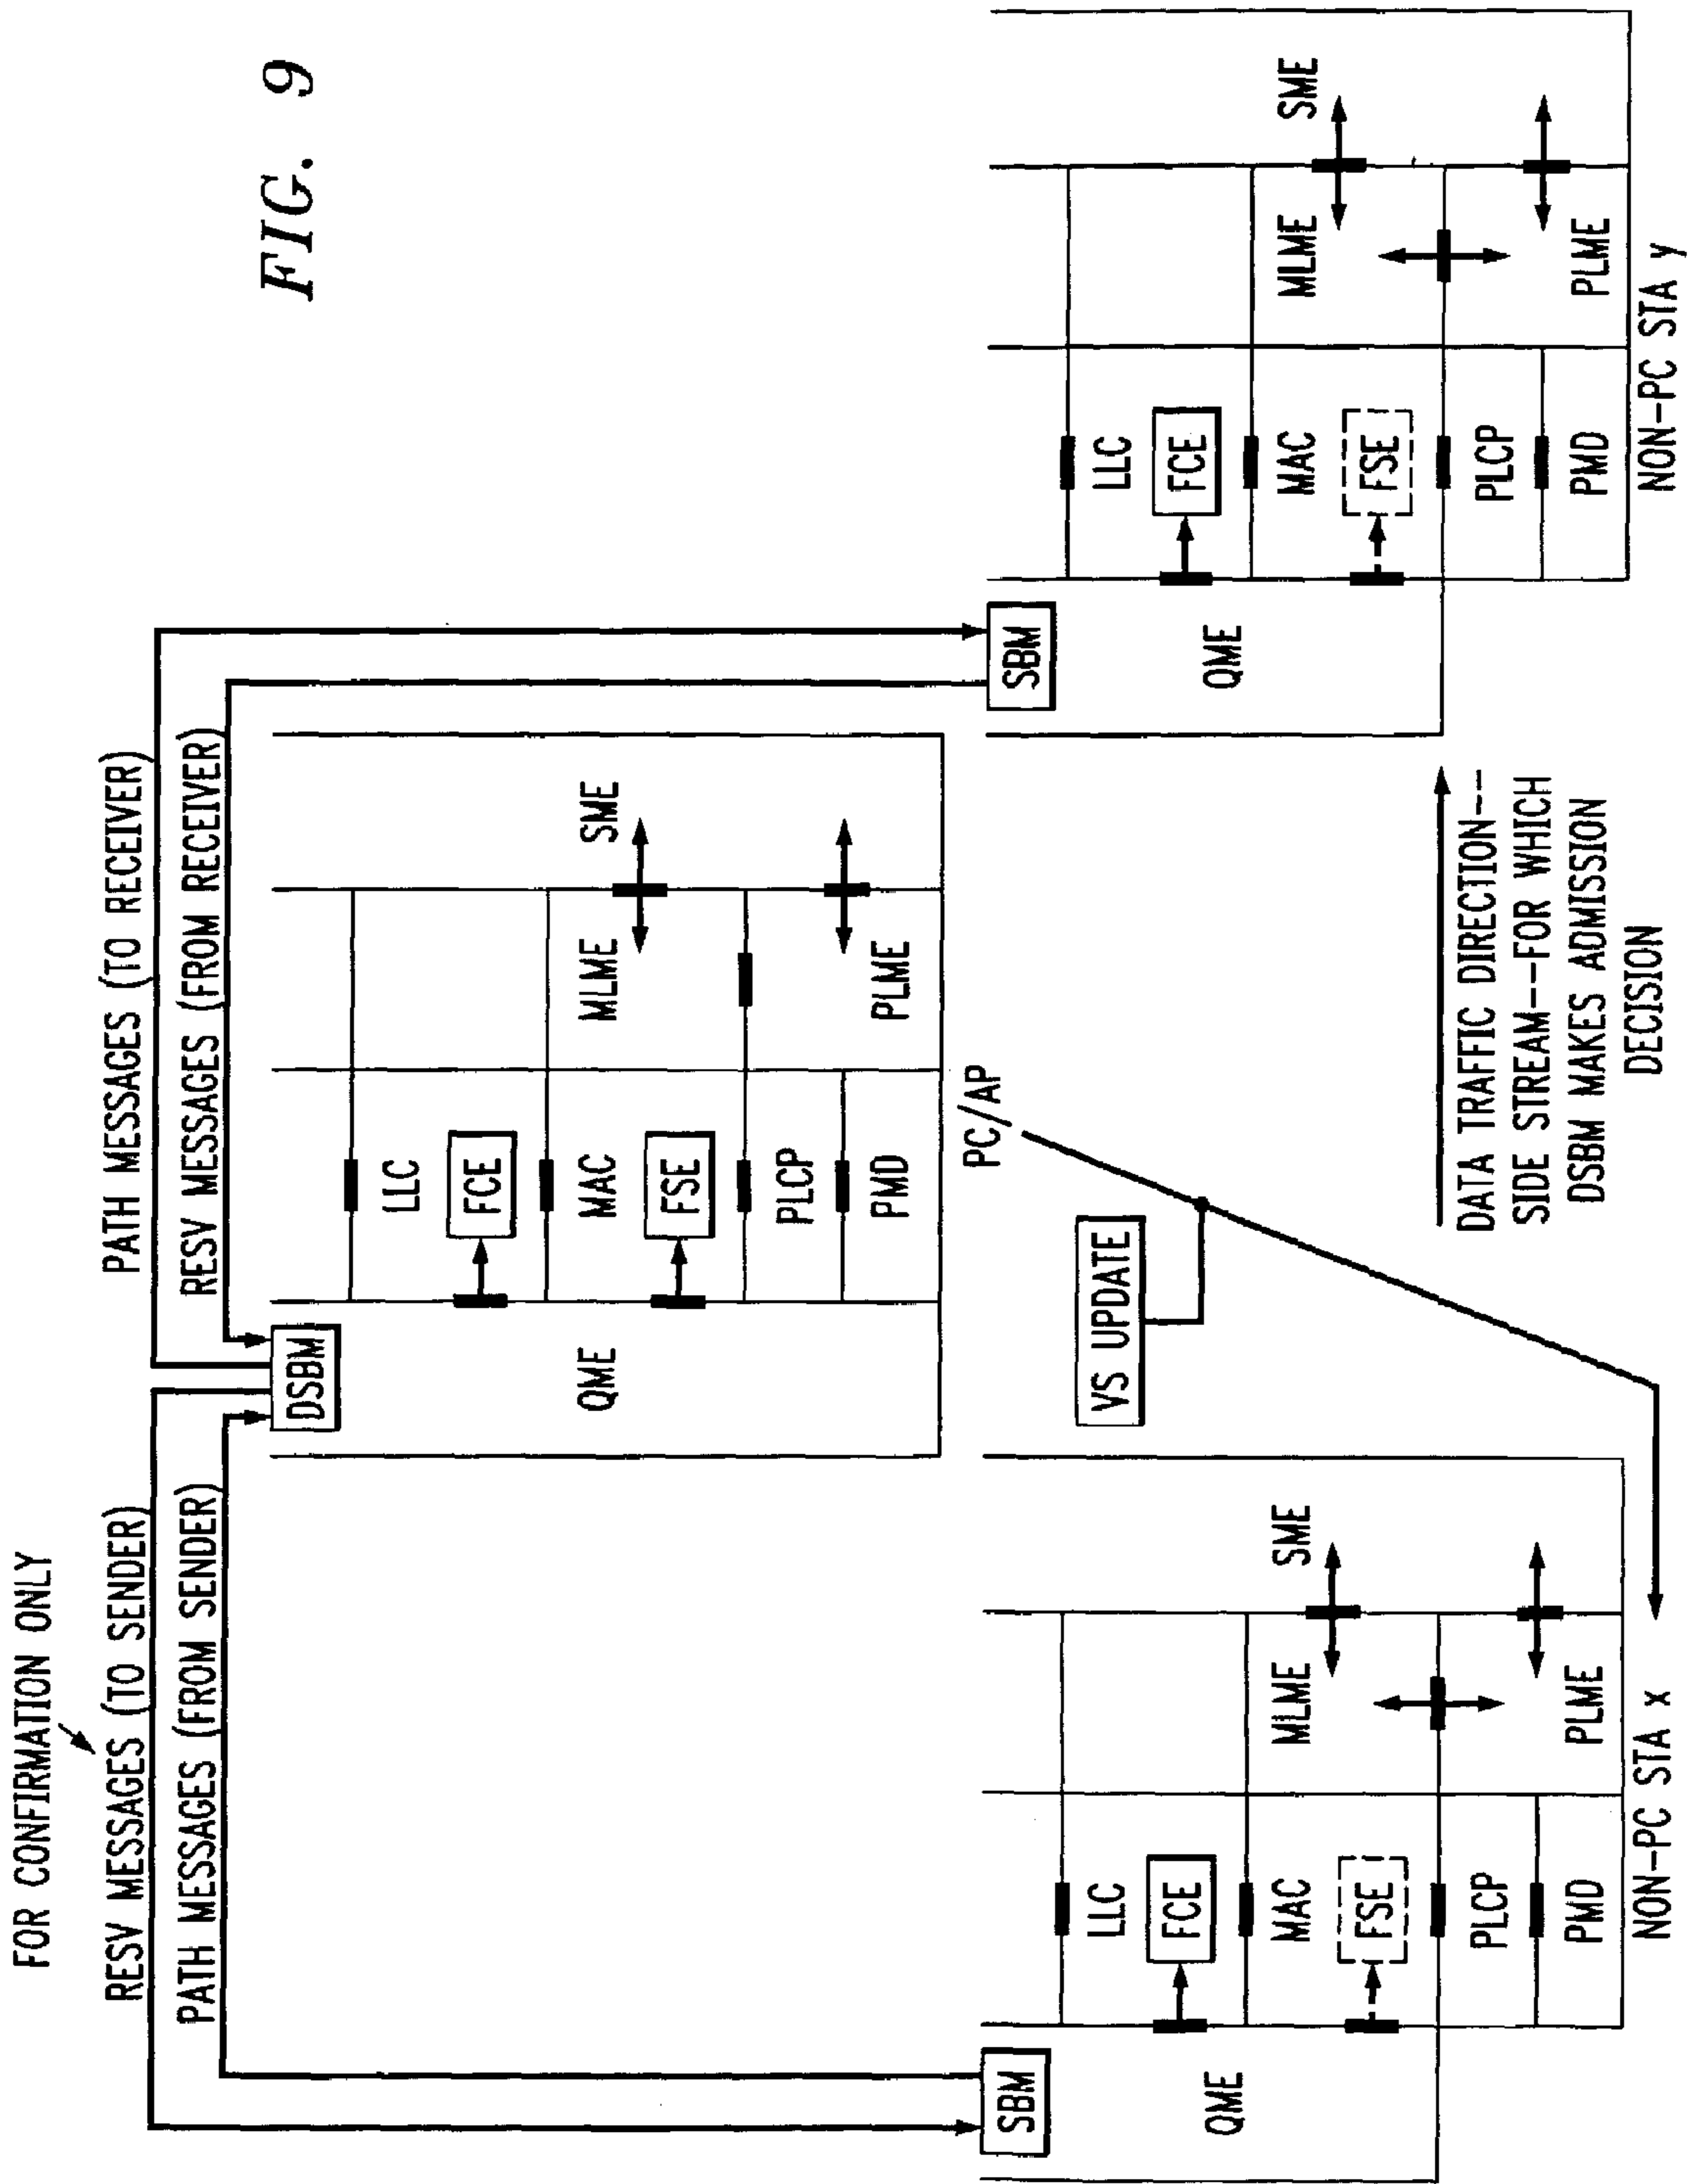 FIG. 9
FOR CONFIRMATION ONLY
RESV MESSAGES (TO SENDER)
PATH MESSAGES (FROM SENDER)
PATH MESSAGES (TO RECEIVER)
RESV MESSAGES (FROM RECEIVER)
DSBM
QME
LLC
FCE
MAC
FSE
PLCP
PMD
MLME
SME
PLME
PC/AP
VS UPDATE
SBM
QME
LLC
FCE
MAC
FSE
PLCP
PMD
MLME
SME
PLME
NON-PC STA x
DATA TRAFFIC DIRECTION--
SIDE STREAM--FOR WHICH
DSBM MAKES ADMISSION
DECISION
SBM
QME
LLC
FCE
MAC
FSE
PLCP
PMD
MLME
SME
PLME
NON-PC STA y